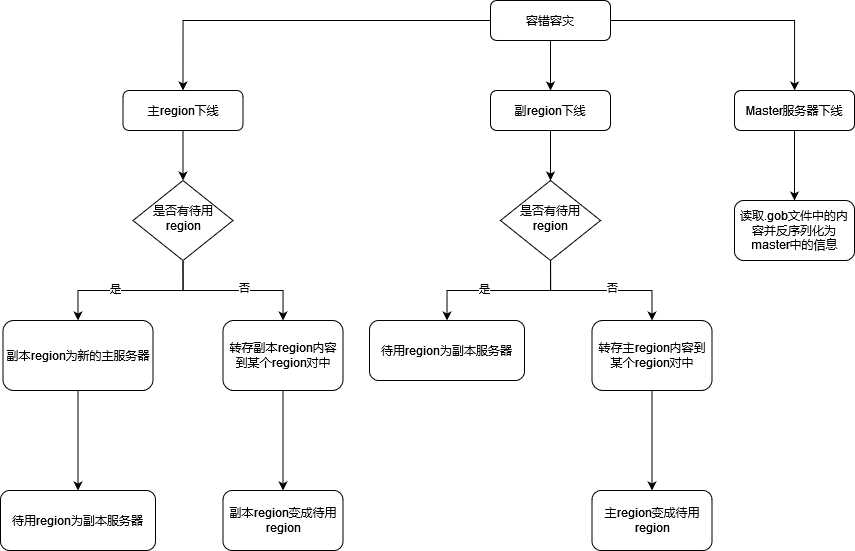 容错容灾
主region下线
副region下线
Master服务器下线
是否有待用
region
是否有待用
region
读取.gob文件中的内
容并反序列化为
master中的信息
是
否
是
否
副本region为新的主服务器
转存副本region内容
到某个region对中
待用region为副本服务器
转存主region内容到
某个region对中
待用region为副本服务器
副本region变成待用
region
主region变成待用
region